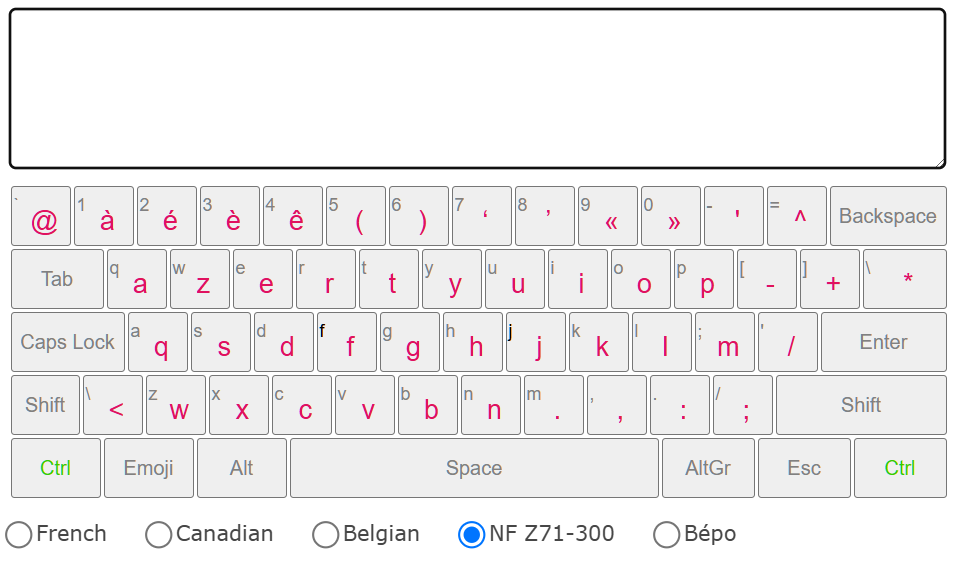 ` @ 1 à 2 é 3 è 4 ê 5 ( 6 ) 7 ‘ 8 ’ 9 « 0 » - ' = ^ Backspace
Tab q a w z e e r r t t y y u u i i o o p p [ - ] + \ *
Caps Lock a q s s d d f f g g h h j j k k l l ; m ' / Enter
Shift \ < z w x x c c v v b b n n m . , , . : / ; Shift
Ctrl Emoji Alt Space AltGr Esc Ctrl
French Canadian Belgian NF Z71-300 Bépo